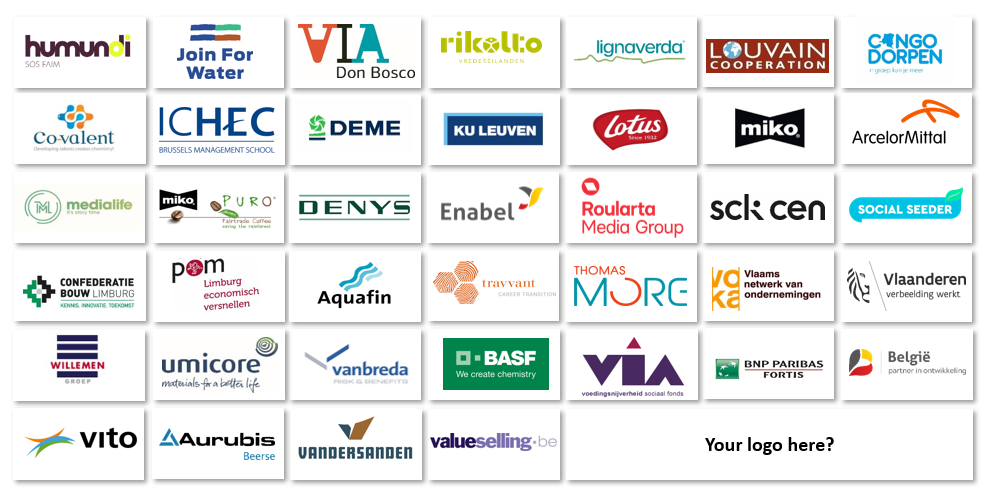 humundi
SOS FAIM
Join For
Water
VIA
Don Bosco
rikolto
VREDESEILANDEN
lignaverda
LOUVAIN
COOPERATION
CONGO
DORPEN
in groep kun je meer
Co-valent
Developing talents creates chemistry!
ICHEC
BRUSSELS MANAGEMENT SCHOOL
DEME
KU LEUVEN
Lotus
Since 1932
miko®
ArcelorMittal
TML
medialife
it's story time
miko®
PURO®
Fairtrade Coffee
saving the rainforest
DENYS
Enabel
Roularta
Media Group
sck cen
SOCIAL SEEDER
CONFEDERATIE
BOUW LIMBURG
KENNIS. INNOVATIE. TOEKOMST
pom
Limburg
economisch
versnellen
Aquafin
travvant
CAREER TRANSITION
THOMAS
MORE
voka
Vlaams
netwerk van
ondernemingen
Vlaanderen
verbeelding werkt
WILLEMEN
GROEP
umicore
materials for a better life
vanbreda
RISK & BENEFITS
BASF
We create chemistry
VIA
voedingsnijverheid sociaal fonds
BNP PARIBAS
FORTIS
België
partner in ontwikkeling
vito
Aurubis
Beerse
VANDERSANDEN
valueselling.be
Your logo here?